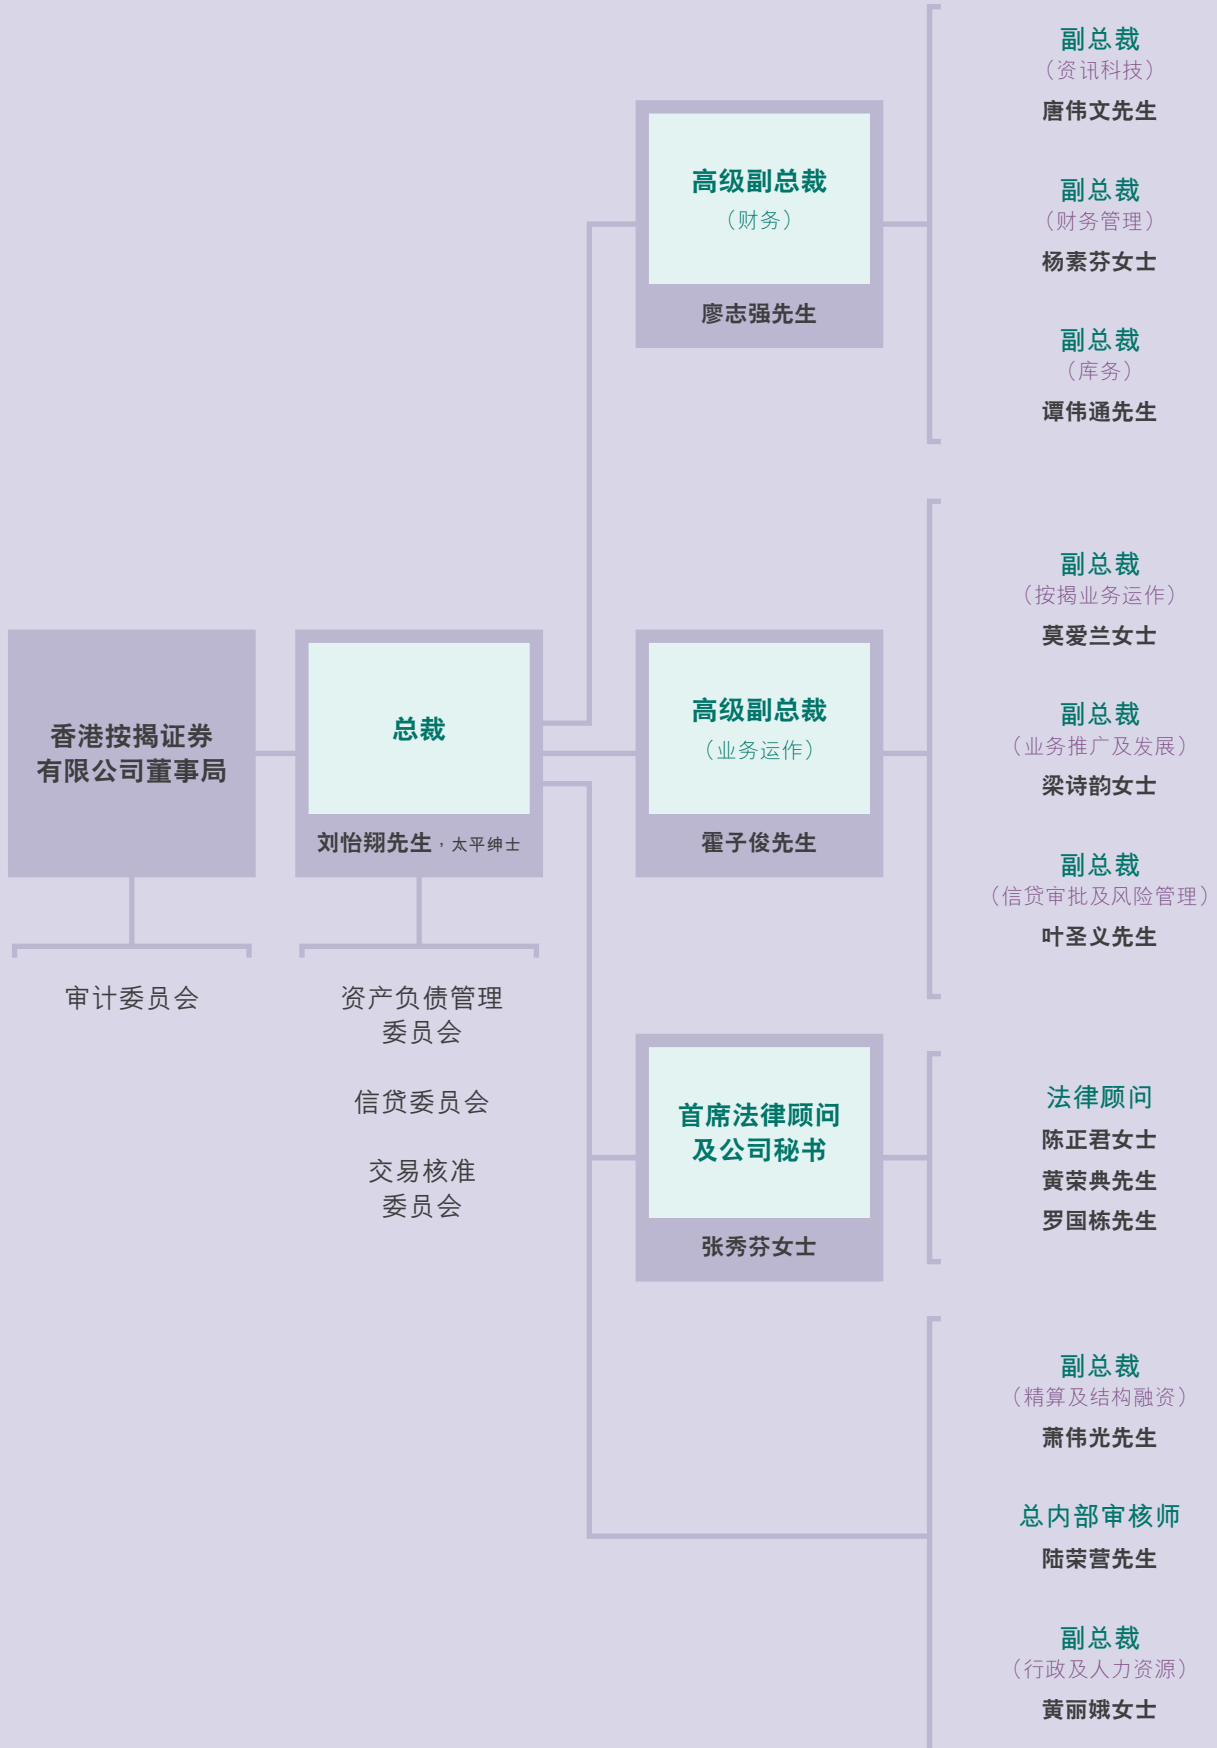 香港按揭证券
有限公司董事局
审计委员会
总裁
刘怡翔先生，太平绅士
资产负债管理
委员会
信贷委员会
交易核准
委员会
高级副总裁
（财务）
廖志强先生
副总裁
（资讯科技）
唐伟文先生
副总裁
（财务管理）
杨素芬女士
副总裁
（库务）
谭伟通先生
高级副总裁
（业务运作）
霍子俊先生
副总裁
（按揭业务运作）
莫爱兰女士
副总裁
（业务推广及发展）
梁诗韵女士
副总裁
（信贷审批及风险管理）
叶圣义先生
首席法律顾问
及公司秘书
张秀芬女士
法律顾问
陈正君女士
黄荣典先生
罗国栋先生
副总裁
（精算及结构融资）
萧伟光先生
总内部审核师
陆荣营先生
副总裁
（行政及人力资源）
黄丽娥女士